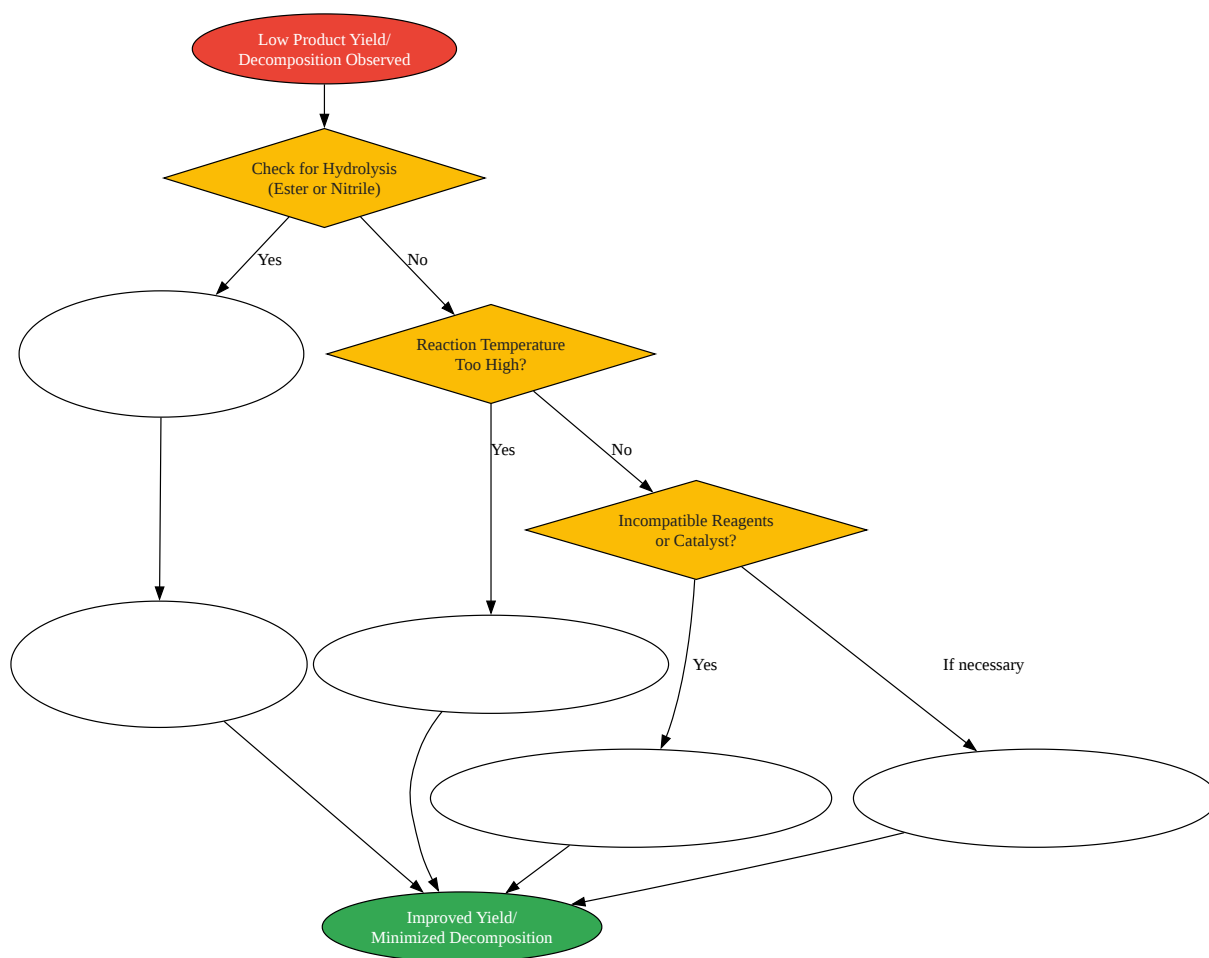 Low Product Yield/
Decomposition Observed
Check for Hydrolysis
(Ester or Nitrile)
Yes
No
Reaction Temperature
Too High?
Yes
No
Incompatible Reagents
or Catalyst?
Yes
If necessary
Improved Yield/
Minimized Decomposition